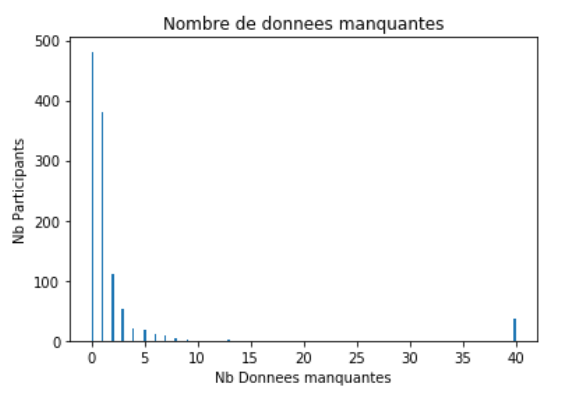 Nombre de donnees manquantes
500
400
300
200
100
0
Nb Participants
0 5 10 15 20 25 30 35 40
Nb Donnees manquantes